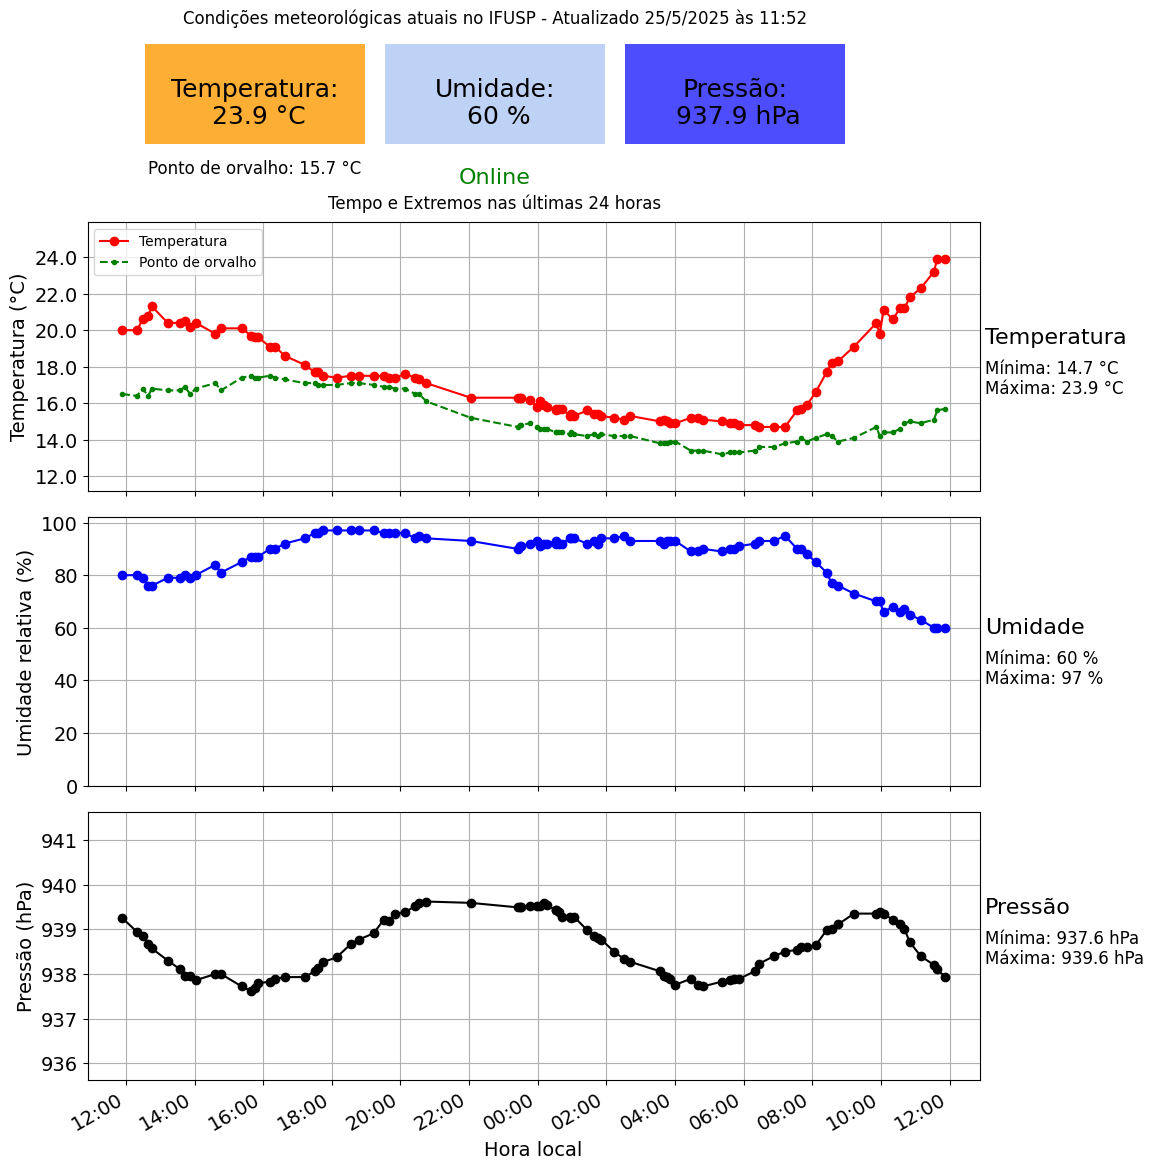 Condições meteorológicas atuais no IFUSP - Atualizado 25/5/2025 às 11:52
Temperatura:
23.9 °C
Umidade:
60 %
Pressão:
937.9 hPa
Ponto de orvalho: 15.7 °C
Online
Tempo e Extremos nas últimas 24 horas
Temperatura
Ponto de orvalho
Temperatura (°C)
24.0
22.0
20.0
18.0
16.0
14.0
12.0
Temperatura
Mínima: 14.7 °C
Máxima: 23.9 °C
Umidade relativa (%)
100
80
60
40
20
0
Umidade
Mínima: 60 %
Máxima: 97 %
Pressão (hPa)
941
940
939
938
937
936
Pressão
Mínima: 937.6 hPa
Máxima: 939.6 hPa
12:00
14:00
16:00
18:00
20:00
22:00
00:00
02:00
04:00
06:00
08:00
10:00
12:00
Hora local